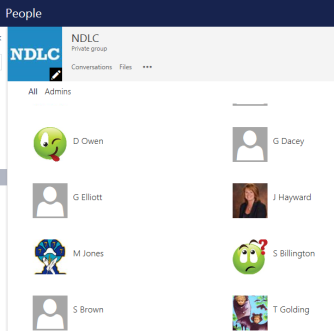 People
NDLC
NDLC
Private group
Conversations Files •••
All Admins
D Owen
G Dacey
G Elliott
J Hayward
M Jones
S Billington
S Brown
T Golding